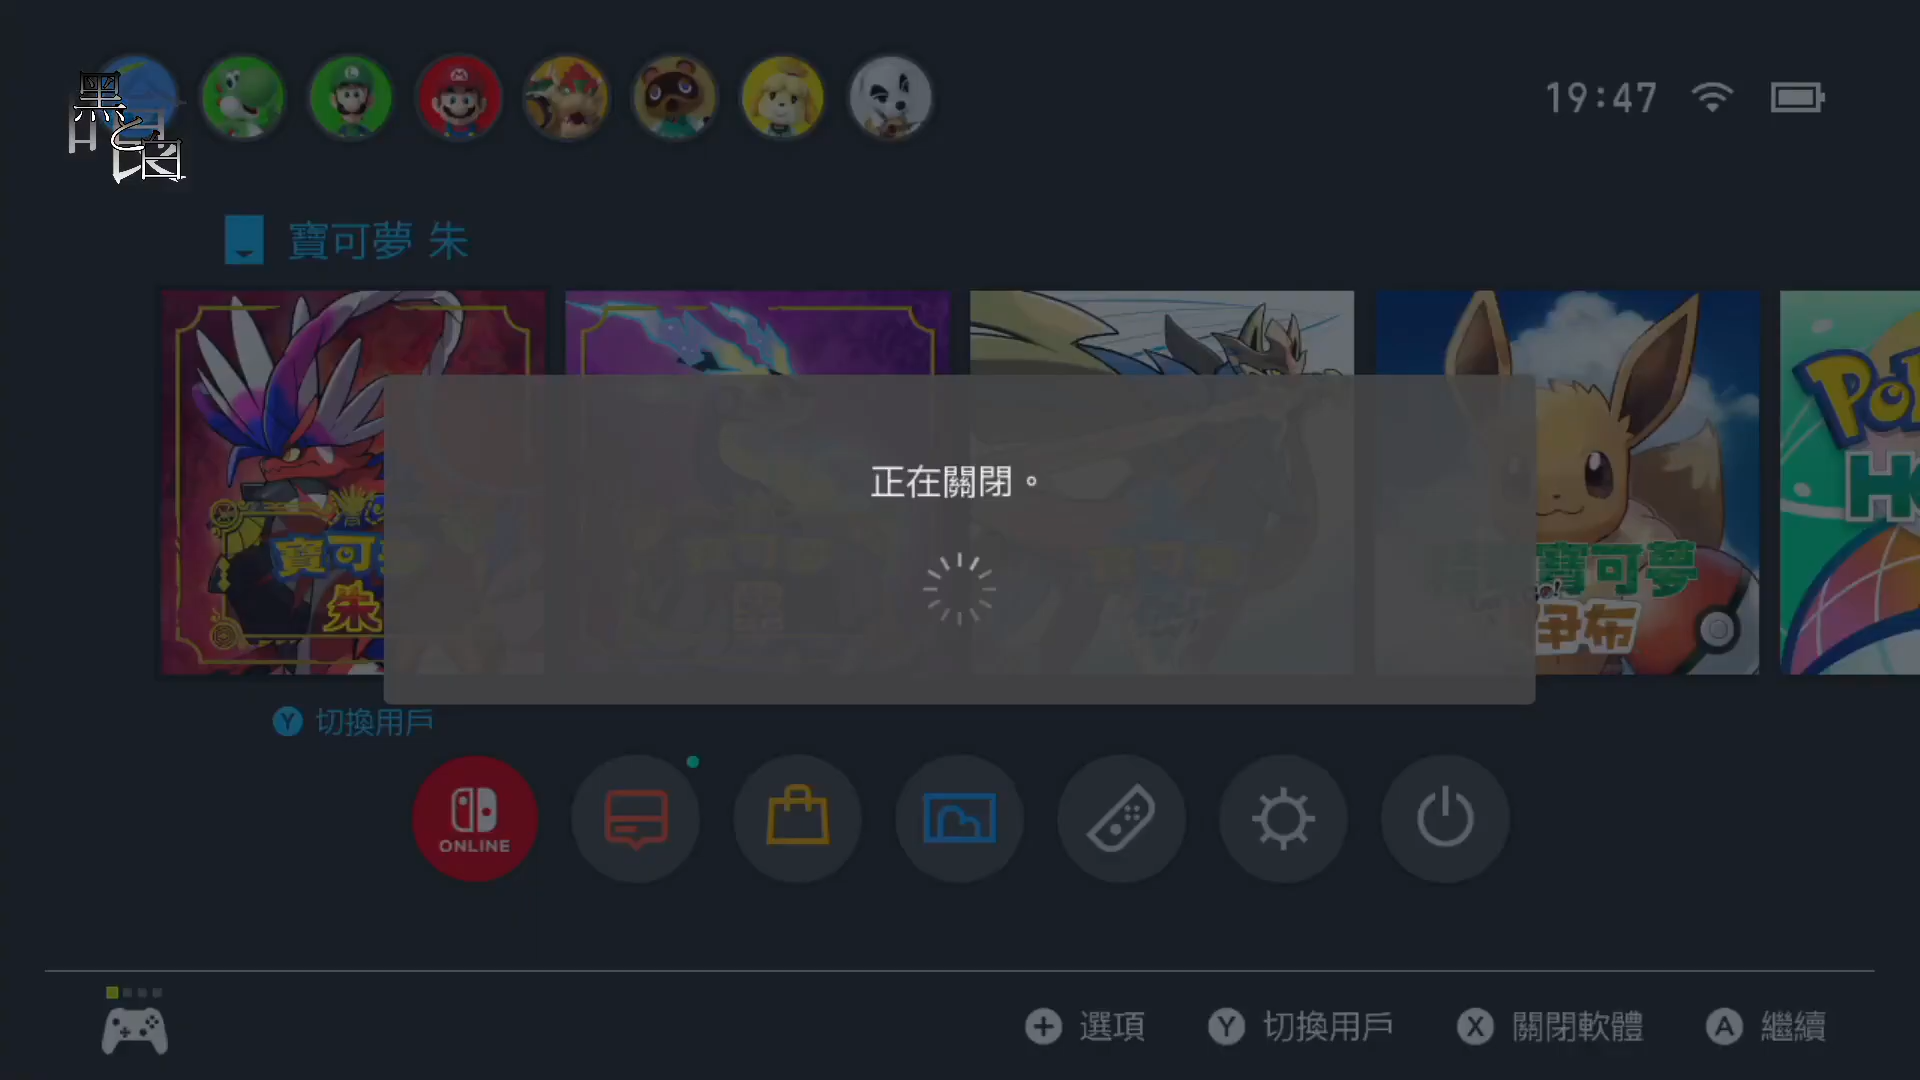 黑と白
19:47
寶可夢 朱
寶可夢
朱
寶可夢
伊布
正在關閉。
Y 切換用戶
ONLINE
+ 選項 Y 切換用戶 X 關閉軟體 A 繼續